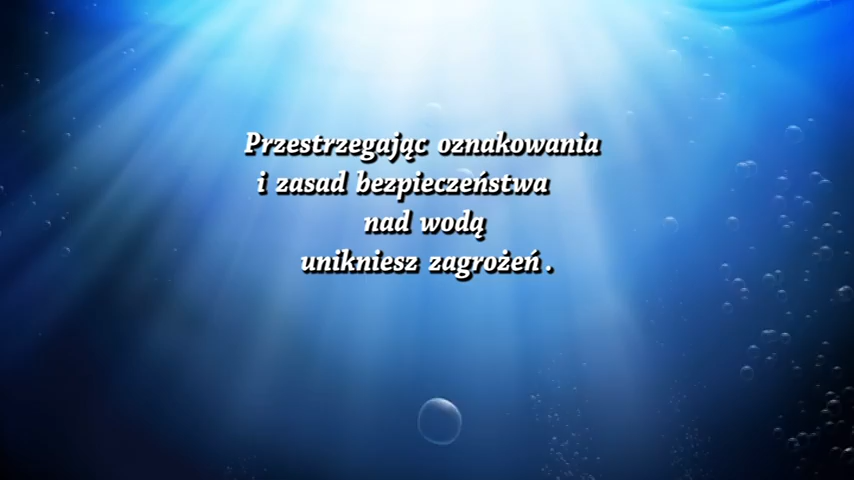 Przestrzegając oznakowania
i zasad bezpieczeństwa
nad wodą
unikniesz zagrożeń .